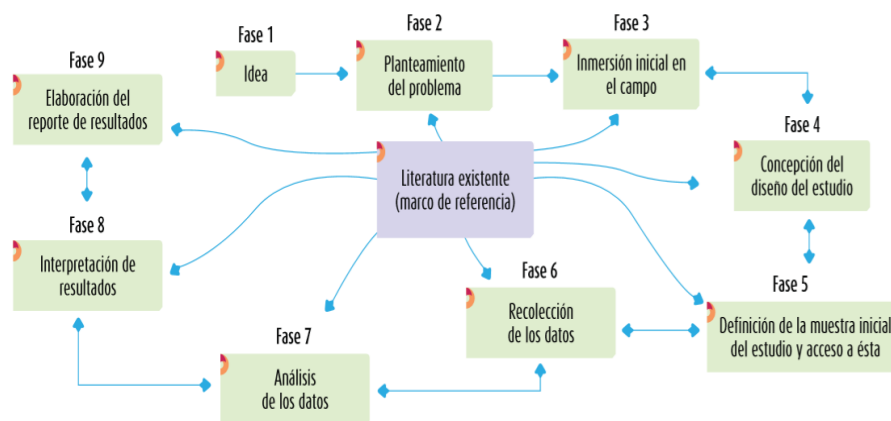 Fase 1
Idea
Fase 2
Planteamiento
del problema
Fase 3
Inmersión inicial en
el campo
Fase 4
Concepción del
diseño del estudio
Fase 5
Definición de la muestra inicial
del estudio y acceso a ésta
Fase 6
Recolección
de los datos
Fase 7
Análisis
de los datos
Fase 8
Interpretación de
resultados
Fase 9
Elaboración del
reporte de resultados
Literatura existente
(marco de referencia)